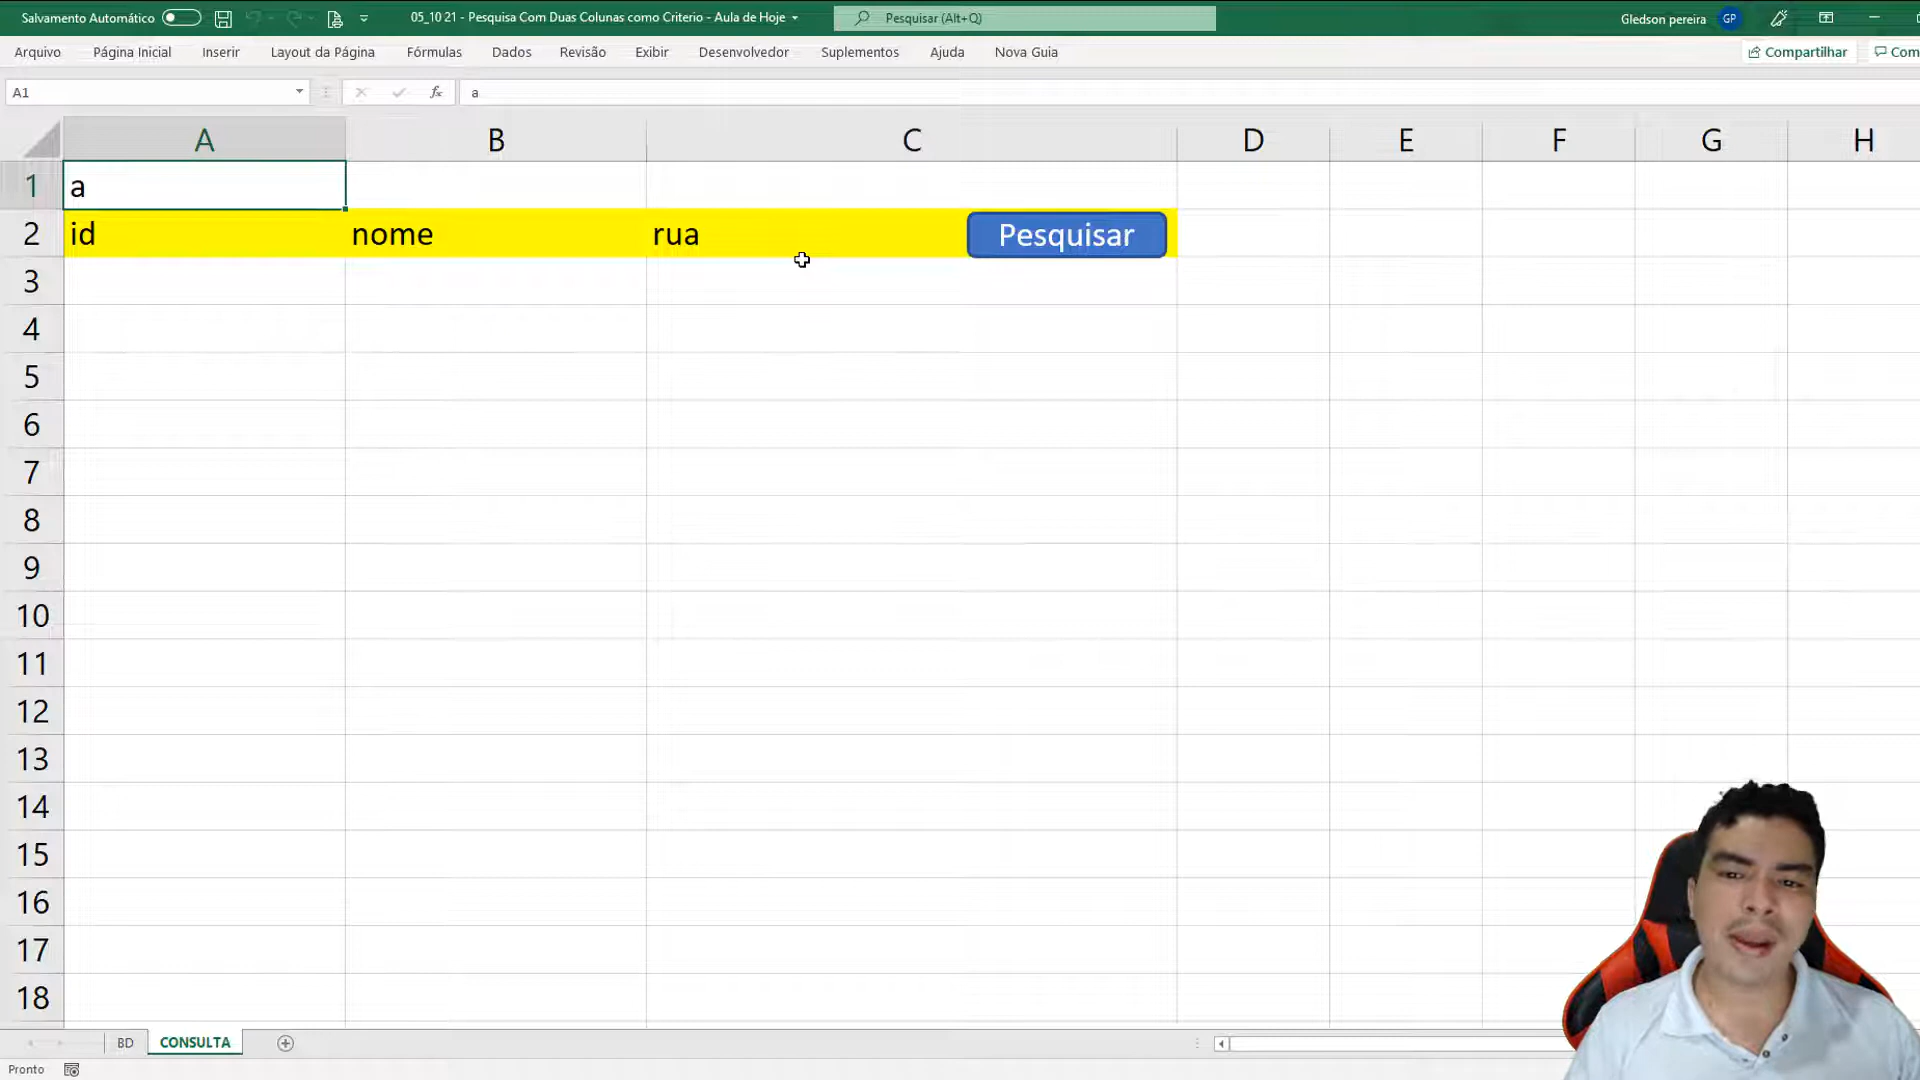 Salvamento Automático
05_10 21 - Pesquisa Com Duas Colunas como Criterio - Aula de Hoje
Pesquisar (Alt+Q)
Gledson pereira
GP
Arquivo
Página Inicial
Inserir
Layout da Página
Fórmulas
Dados
Revisão
Exibir
Desenvolvedor
Suplementos
Ajuda
Nova Guia
Compartilhar
Com
A1
fx
a
A B C D E F G H
1 a
2 id nome rua Pesquisar
3
4
5
6
7
8
9
10
11
12
13
14
15
16
17
18
BD
CONSULTA
Pronto